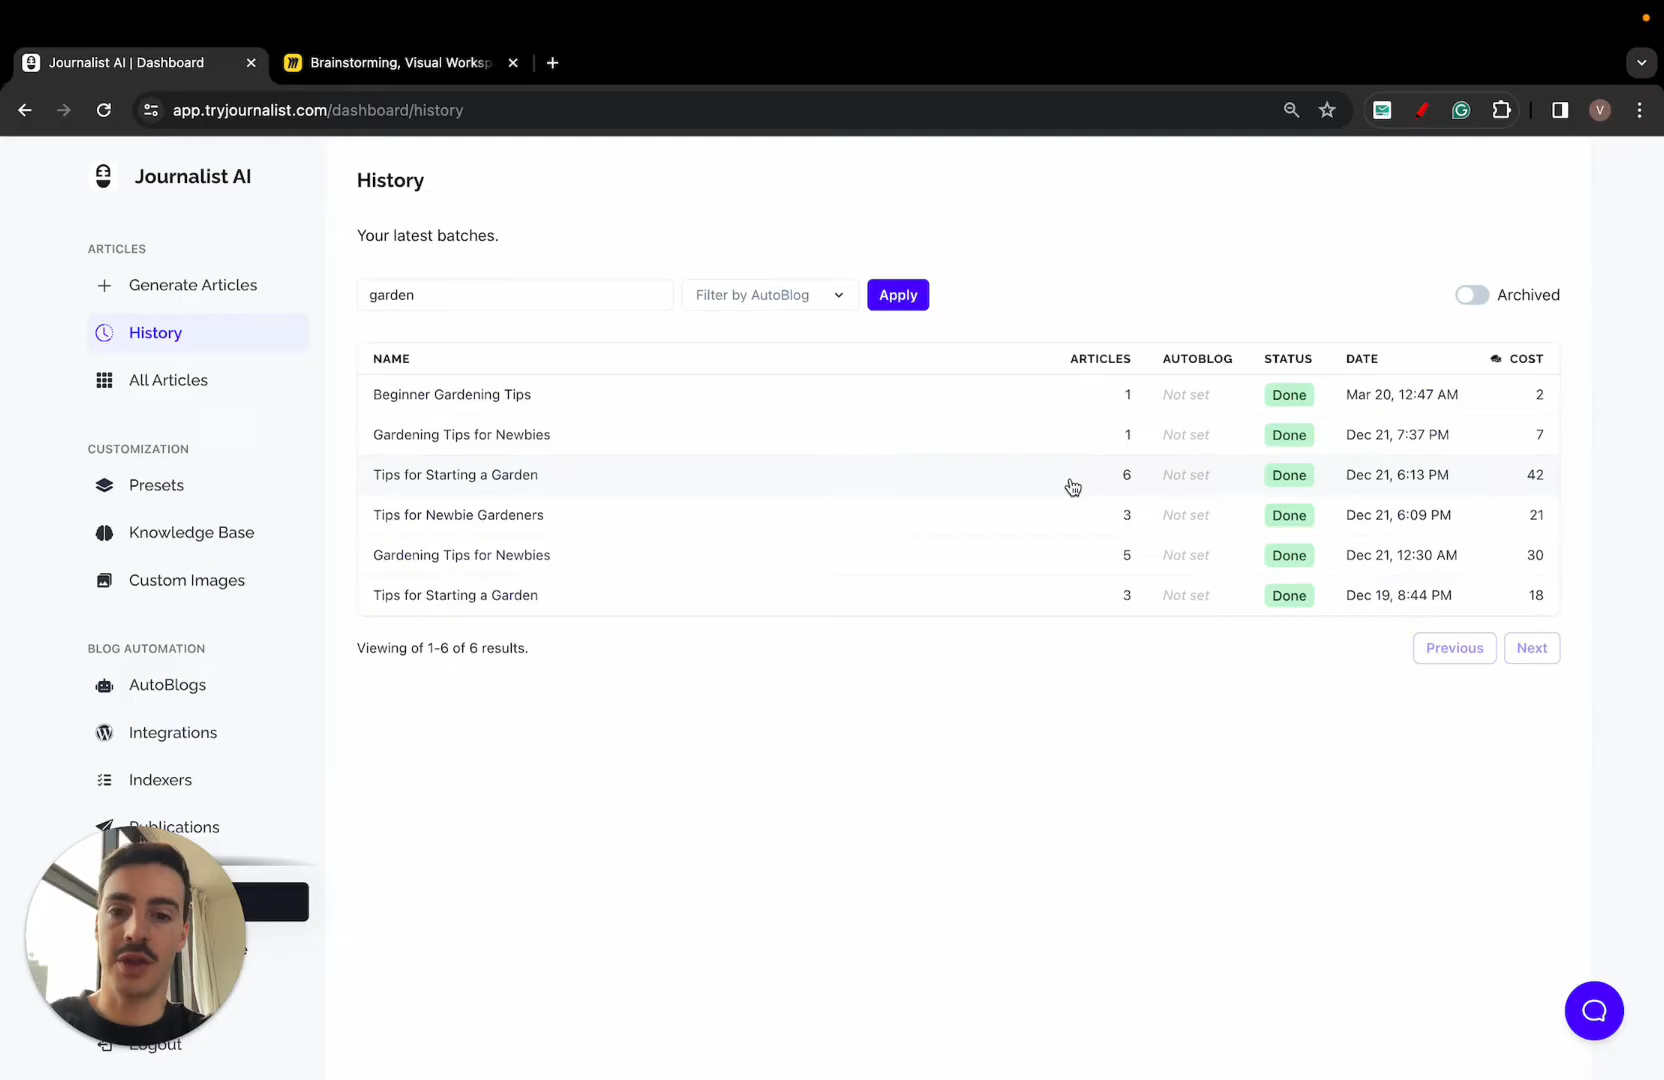 Journalist AI | Dashboard
Brainstorming, Visual Worksp
app.tryjournalist.com/dashboard/history
V
Journalist AI
ARTICLES
Generate Articles
History
All Articles
CUSTOMIZATION
Presets
Knowledge Base
Custom Images
BLOG AUTOMATION
AutoBlogs
Integrations
Indexers
Publications
Logout
History
Your latest batches.
garden
Filter by AutoBlog
Apply
Archived
NAME ARTICLES AUTOBLOG STATUS DATE COST
Beginner Gardening Tips 1 Not set Done Mar 20, 12:47 AM 2
Gardening Tips for Newbies 1 Not set Done Dec 21, 7:37 PM 7
Tips for Starting a Garden 6 Not set Done Dec 21, 6:13 PM 42
Tips for Newbie Gardeners 3 Not set Done Dec 21, 6:09 PM 21
Gardening Tips for Newbies 5 Not set Done Dec 21, 12:30 AM 30
Tips for Starting a Garden 3 Not set Done Dec 19, 8:44 PM 18
Viewing of 1-6 of 6 results.
Previous
Next